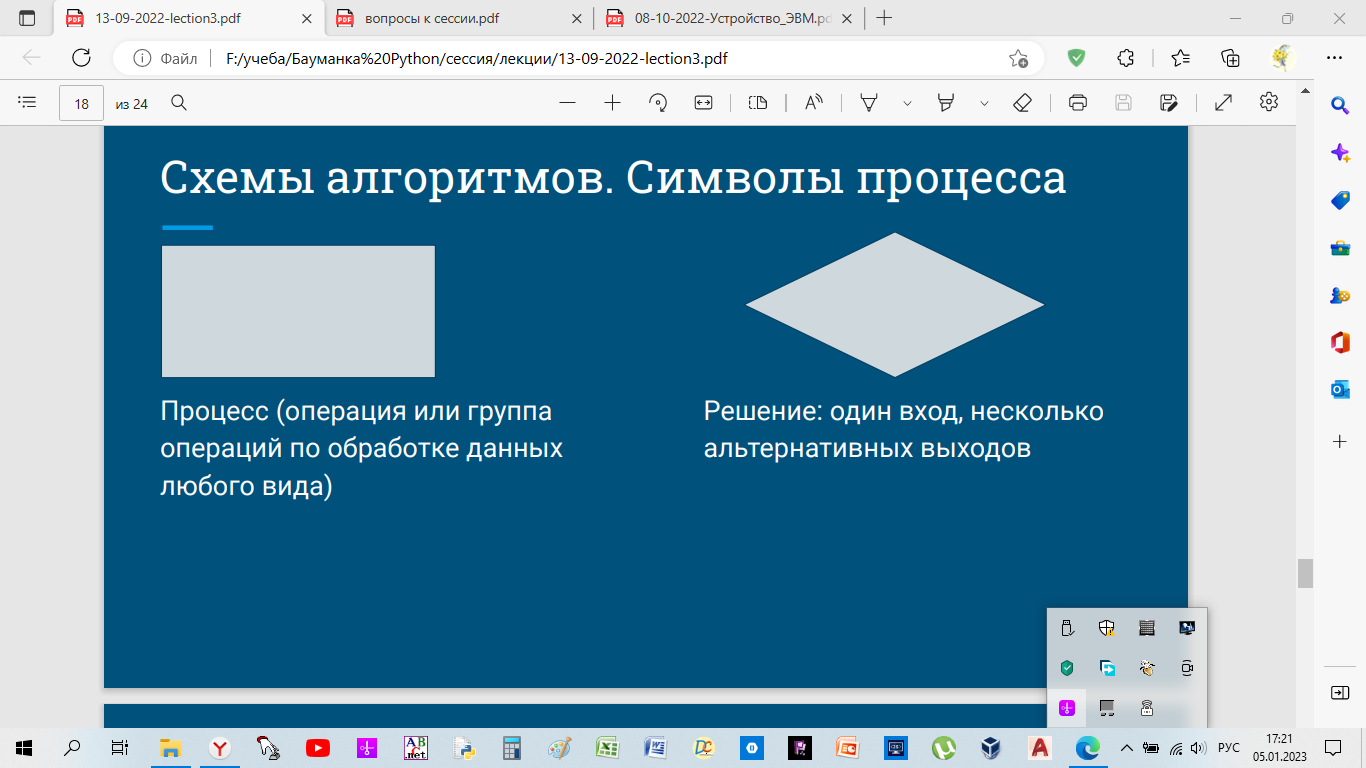 13-09-2022-lection3.pdf
вопросы к сессии.pdf
08-10-2022-Устройство_ЭВМ.pd
Файл
F:/учеба/Бауманка%20Python/сессия/лекции/13-09-2022-lection3.pdf
18
из 24
Схемы алгоритмов. Символы процесса
Процесс (операция или группа
операций по обработке данных
любого вида)
Решение: один вход, несколько
альтернативных выходов
РУС
17:21
05.01.2023